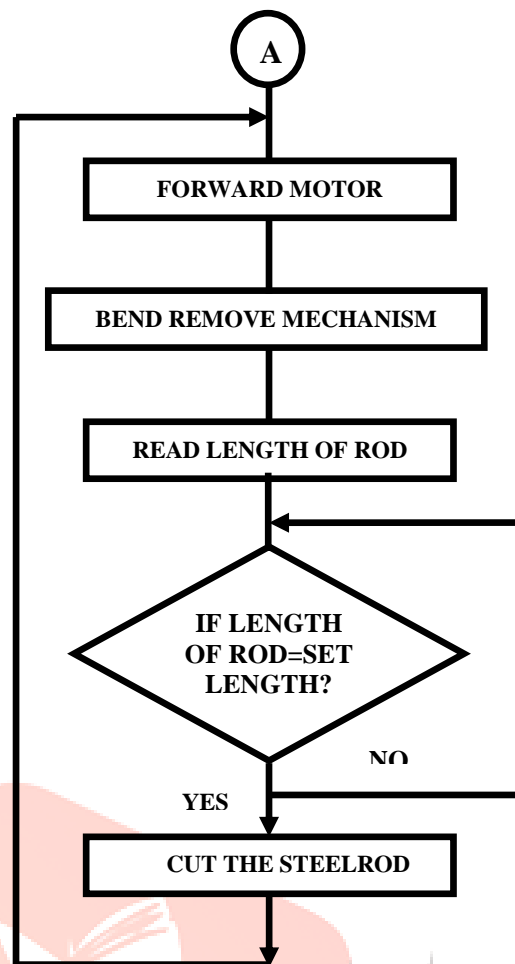 A
FORWARD MOTOR
BEND REMOVE MECHANISM
READ LENGTH OF ROD
IF LENGTH
OF ROD=SET
LENGTH?
NO
YES
CUT THE STEELROD